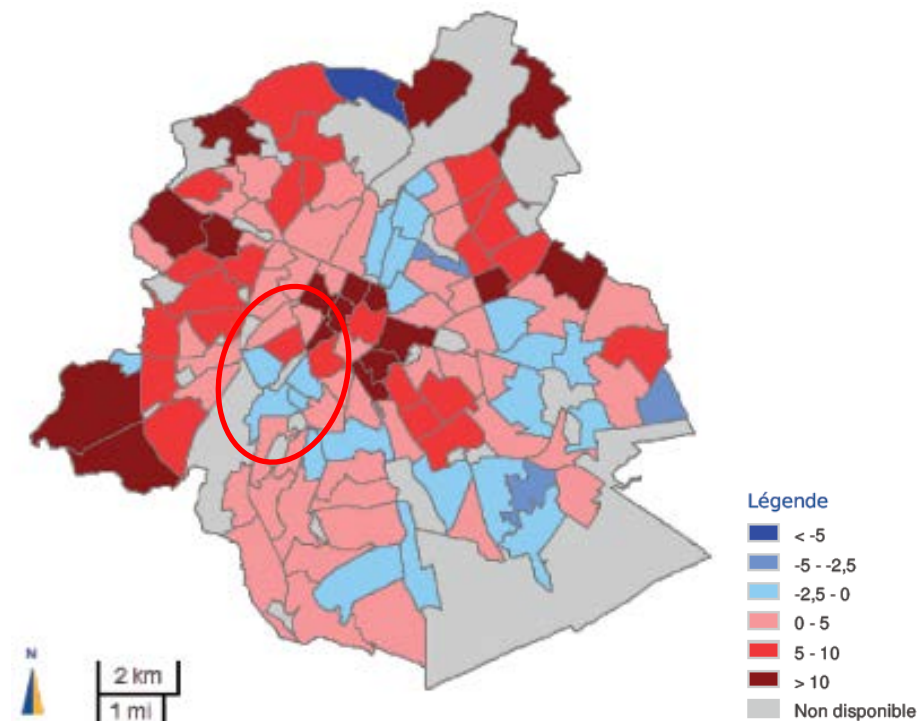 Légende
< -5
-5 - -2,5
-2,5 - 0
0 - 5
5 - 10
> 10
Non disponible
N
2 km
1 mi